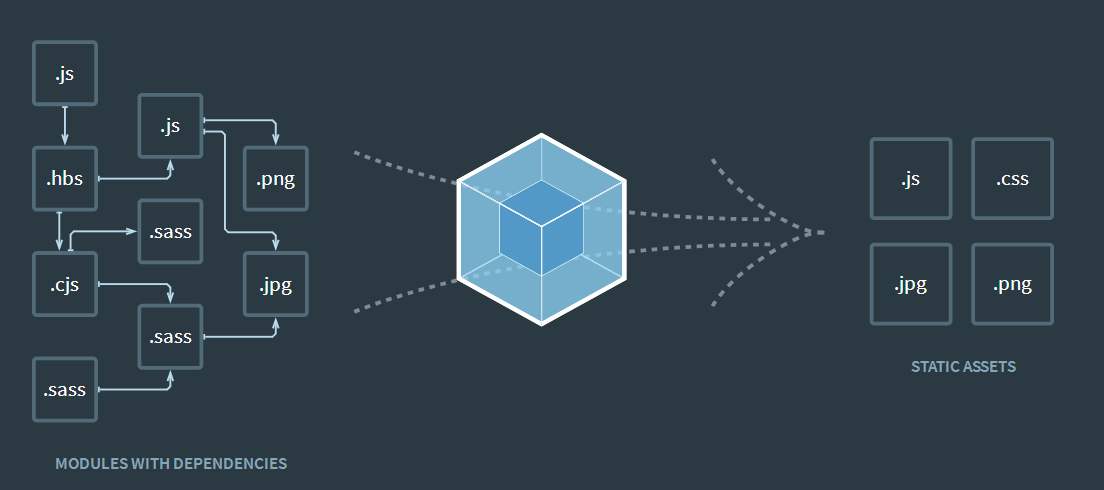 .js
.js
.hbs
.png
.sass
.cjs
.jpg
.sass
.sass
MODULES WITH DEPENDENCIES
.js
.css
.jpg
.png
STATIC ASSETS